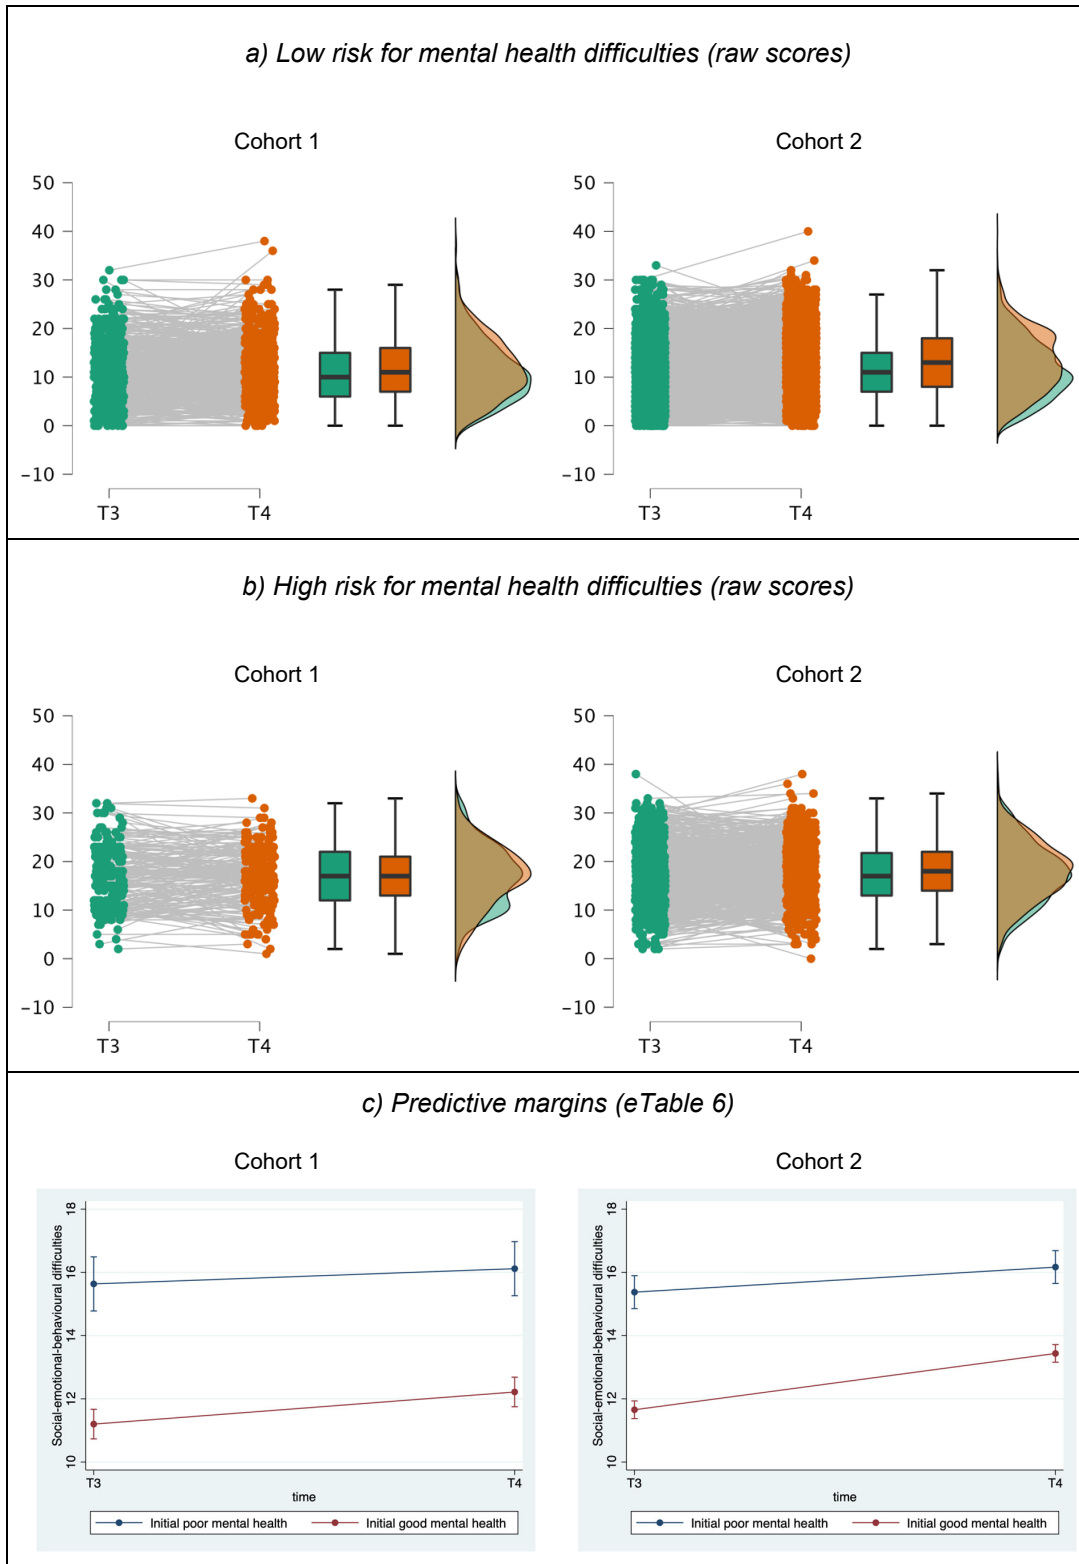 a) Low risk for mental health difficulties (raw scores)
Cohort 1
Cohort 2
50
40
30
20
10
0
−10
T3
T4
50
40
30
20
10
0
−10
T3
T4
b) High risk for mental health difficulties (raw scores)
Cohort 1
Cohort 2
50
40
30
20
10
0
−10
T3
T4
50
40
30
20
10
0
−10
T3
T4
c) Predictive margins (eTable 6)
Cohort 1
Cohort 2
Social-emotional-behavioural difficulties
18
16
14
12
10
T3
T4
time
Initial poor mental health
Initial good mental health
Social-emotional-behavioural difficulties
18
16
14
12
10
T3
T4
time
Initial poor mental health
Initial good mental health